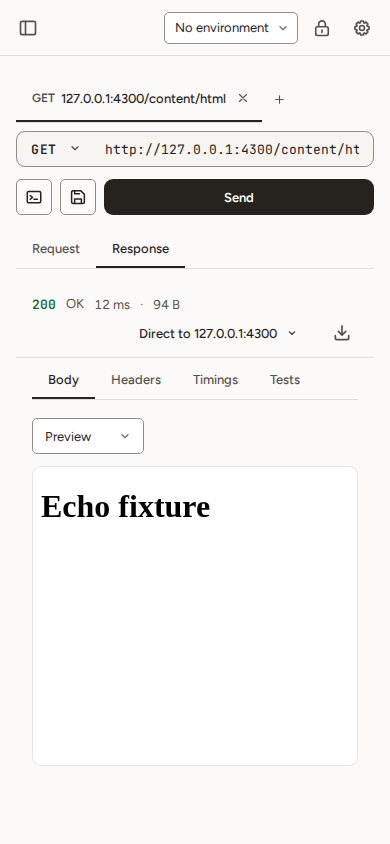 No environment
GET 127.0.0.1:4300/content/html
GET http://127.0.0.1:4300/content/ht
Send
Request Response
200 OK 12 ms · 94 B
Direct to 127.0.0.1:4300
Body Headers Timings Tests
Preview
Echo fixture